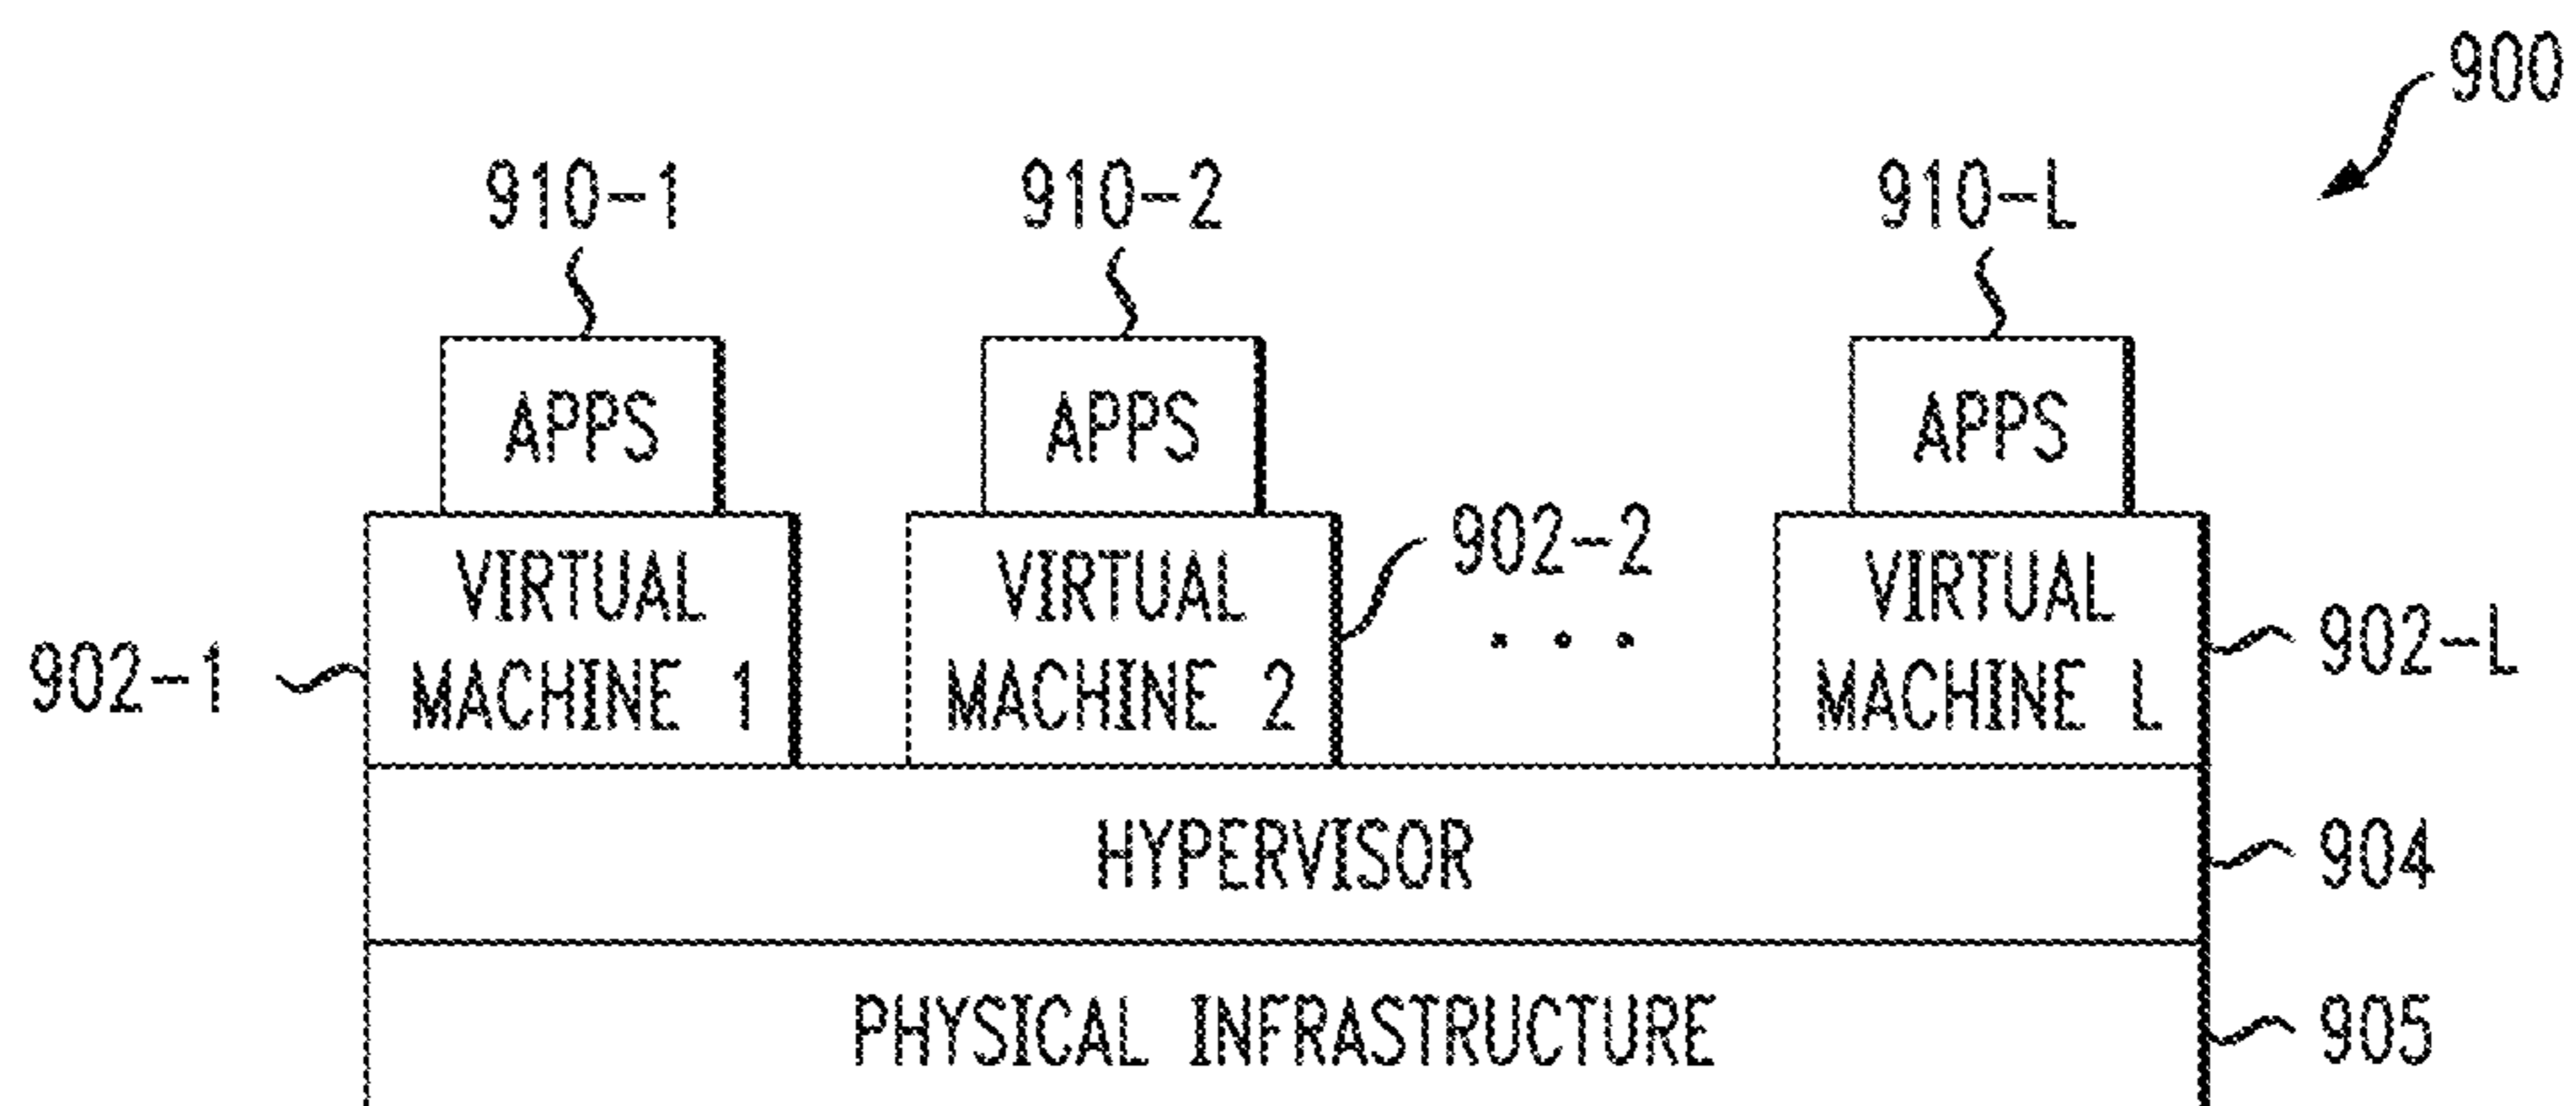 900
910-1 910-2 910-L
APPS APPS APPS
902-2
VIRTUAL VIRTUAL VIRTUAL
902-1 MACHINE 1 MACHINE 2 . . . MACHINE L 902-L
HYPERVISOR 904
PHYSICAL INFRASTRUCTURE 905